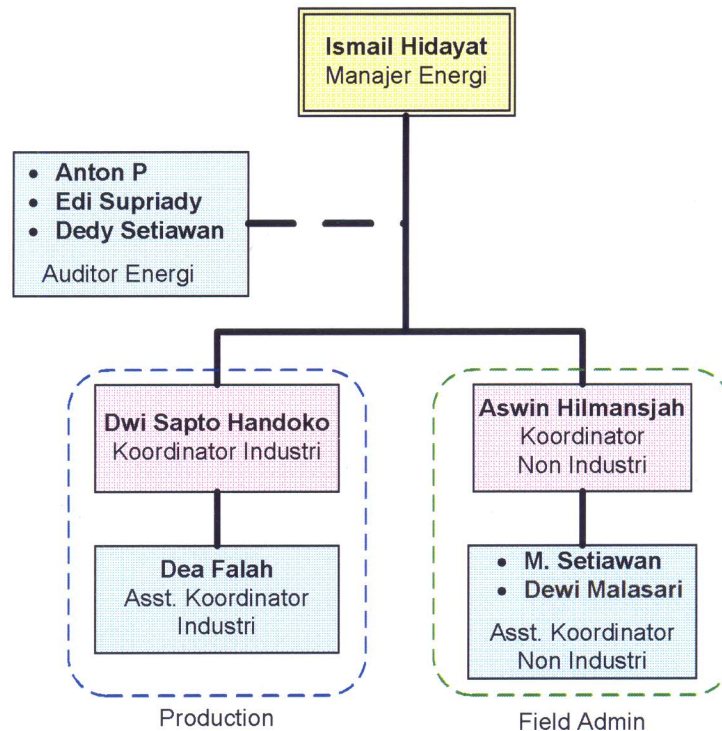 Ismail Hidayat
Manajer Energi
• Anton P
• Edi Supriady
• Dedy Setiawan
Auditor Energi
Dwi Sapto Handoko
Koordinator Industri
Dea Falah
Asst. Koordinator
Industri
Production
Aswin Hilmansjah
Koordinator
Non Industri
• M. Setiawan
• Dewi Malasari
Asst. Koordinator
Non Industri
Field Admin